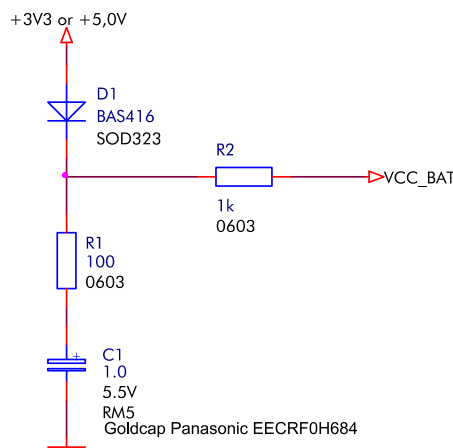 +3V3 or +5,0V
D1
BAS416
SOD323
R2
VCC_BAT
1k
0603
R1
100
0603
+
C1
1.0
5.5V
RM5
Goldcap Panasonic EECRF0H684